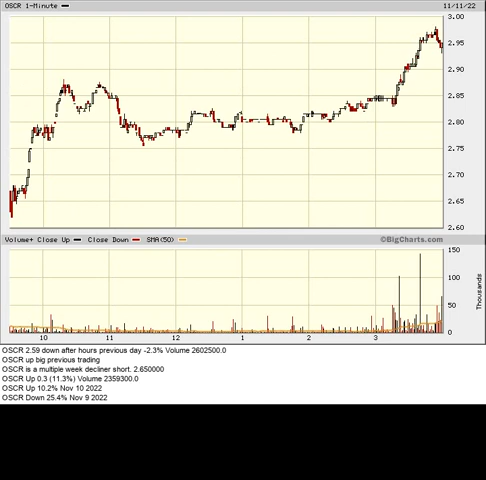 OSCR 1-Minute
11/11/22
3.00
2.95
2.90
2.85
2.80
2.75
2.70
2.65
2.60
Volume+ Close Up Close Down SMA(50)
©BigCharts.com
150
100
50
0
Thousands
10 11 12 1 2 3
OSCR 2.59 down after hours previous day -2.3% Volume 2602500.0
OSCR up big previous trading
OSCR is a multiple week decliner short. 2.650000
OSCR Up 0.3 (11.3%) Volume 2359300.0
OSCR Up 10.2% Nov 10 2022
OSCR Down 25.4% Nov 9 2022